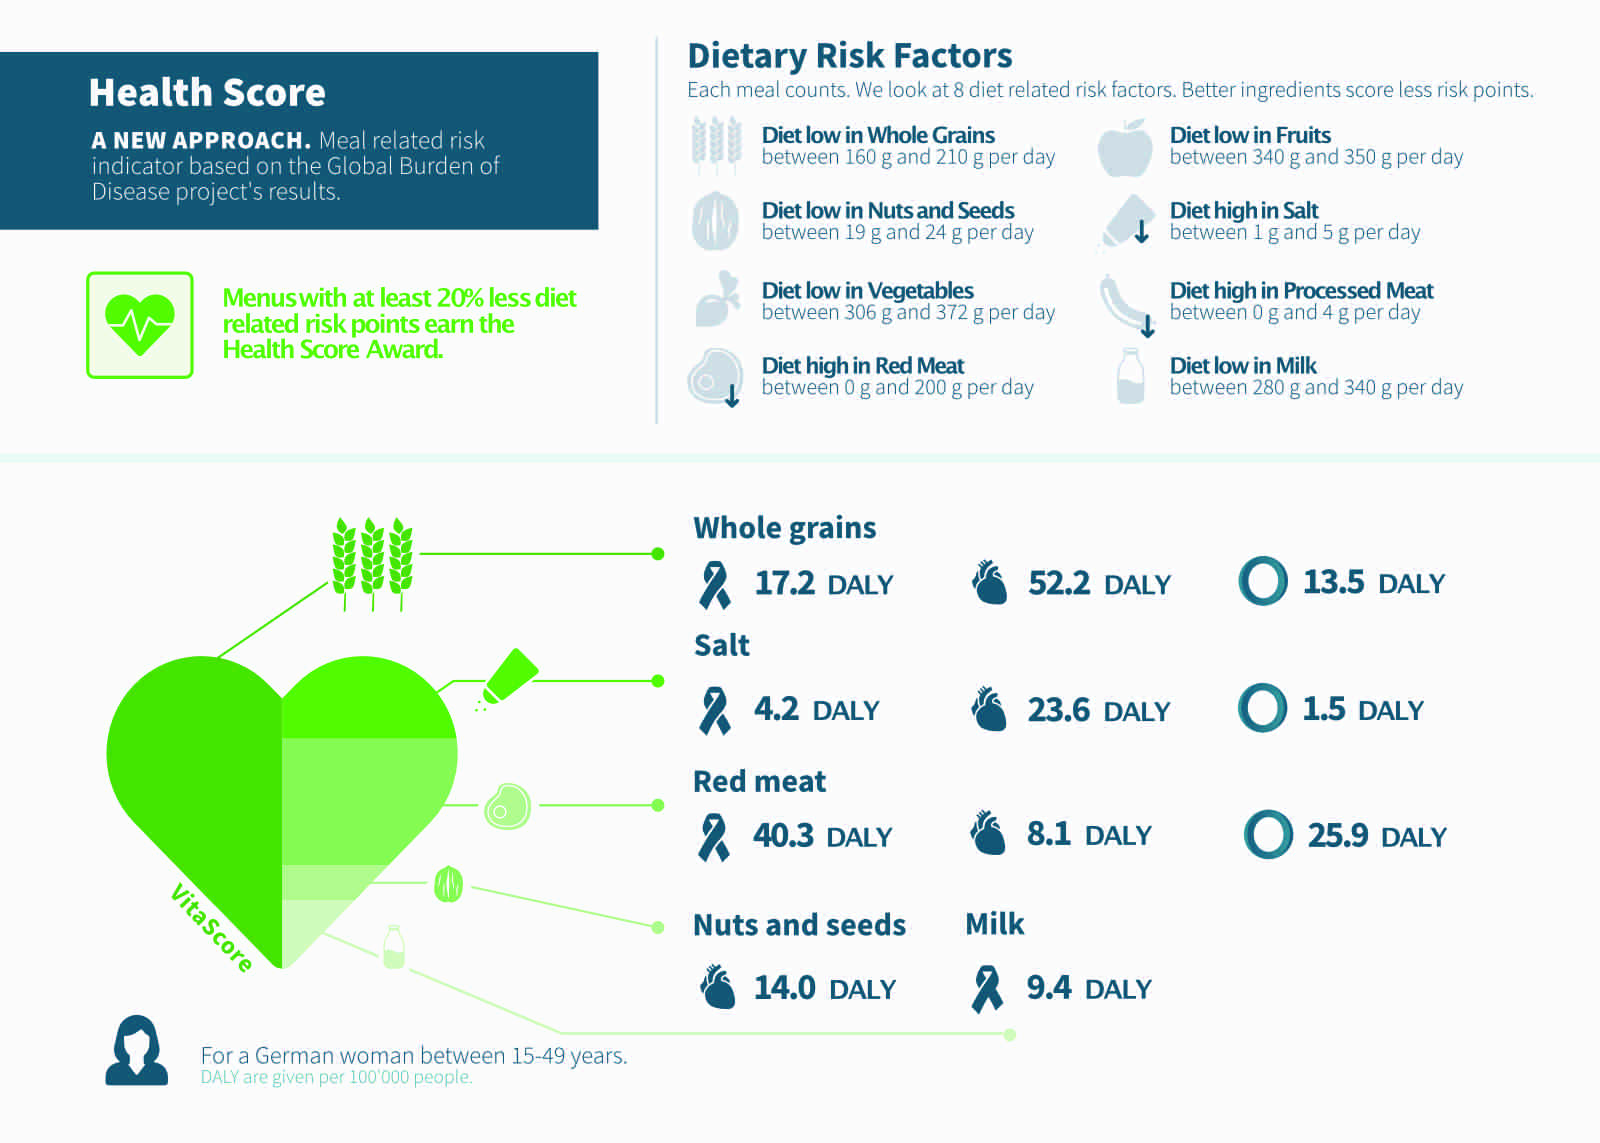 Health Score
A NEW APPROACH. Meal related risk
indicator based on the Global Burden of
Disease project's results.
Menus with at least 20% less diet
related risk points earn the
Health Score Award.
Dietary Risk Factors
Each meal counts. We look at 8 diet related risk factors. Better ingredients score less risk points.
Diet low in Whole Grains
between 160 g and 210 g per day
Diet low in Fruits
between 340 g and 350 g per day
Diet low in Nuts and Seeds
between 19 g and 24 g per day
Diet high in Salt
between 1 g and 5 g per day
Diet low in Vegetables
between 306 g and 372 g per day
Diet high in Processed Meat
between 0 g and 4 g per day
Diet high in Red Meat
between 0 g and 200 g per day
Diet low in Milk
between 280 g and 340 g per day
Whole grains
17.2 DALY 52.2 DALY 13.5 DALY
Salt
4.2 DALY 23.6 DALY 1.5 DALY
Red meat
40.3 DALY 8.1 DALY 25.9 DALY
Nuts and seeds
14.0 DALY
Milk
9.4 DALY
VitaScore
For a German woman between 15-49 years.
DALY are given per 100'000 people.